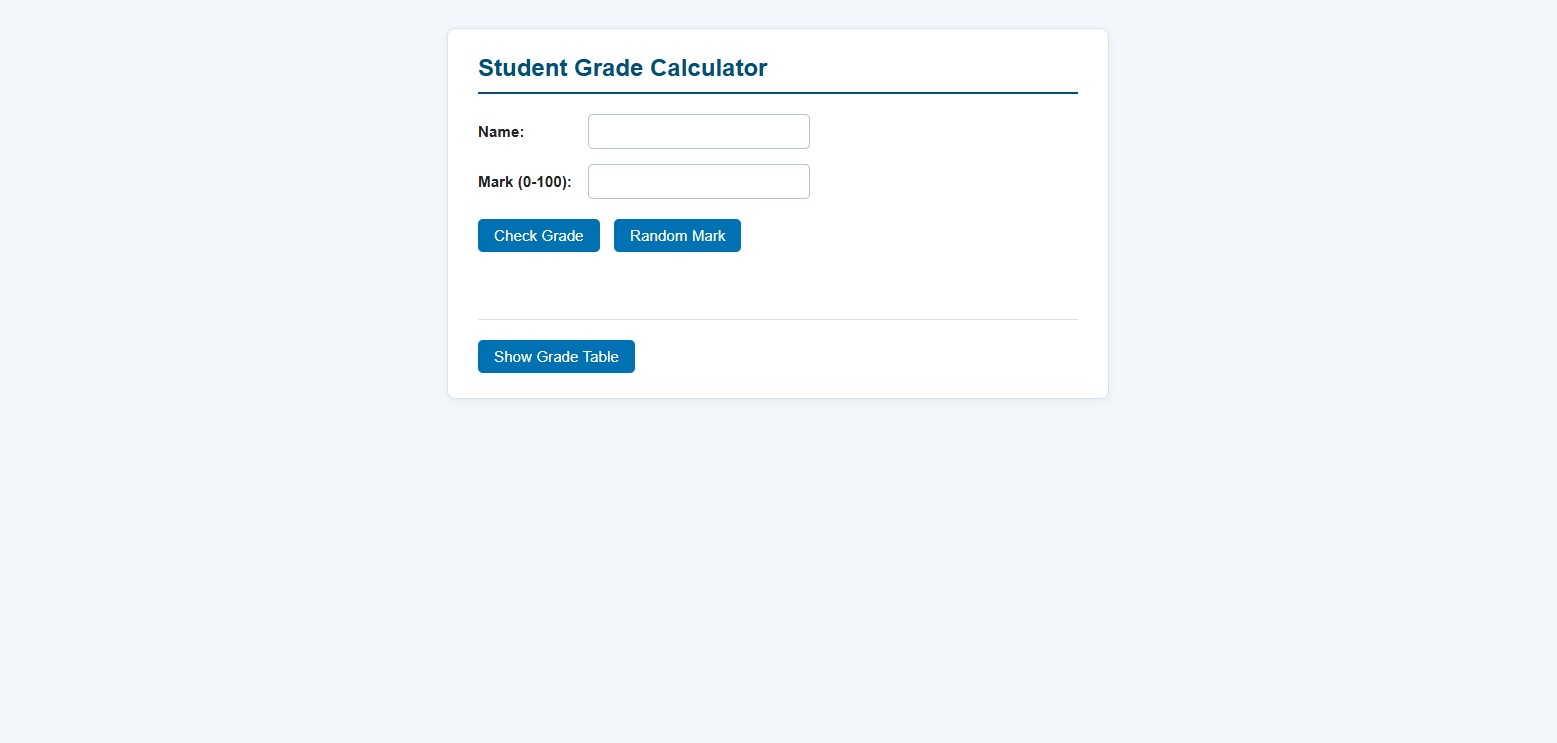 Student Grade Calculator
Name:
Mark (0-100):
Check Grade Random Mark
Show Grade Table